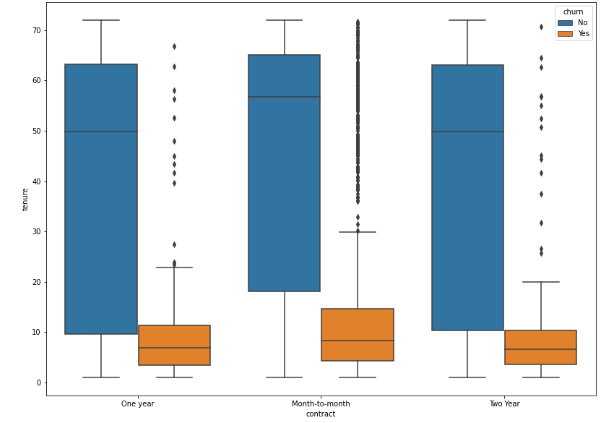 churn
No
Yes
70
60
50
40
30
20
10
0
tenure
One year
Month-to-month
Two Year
contract